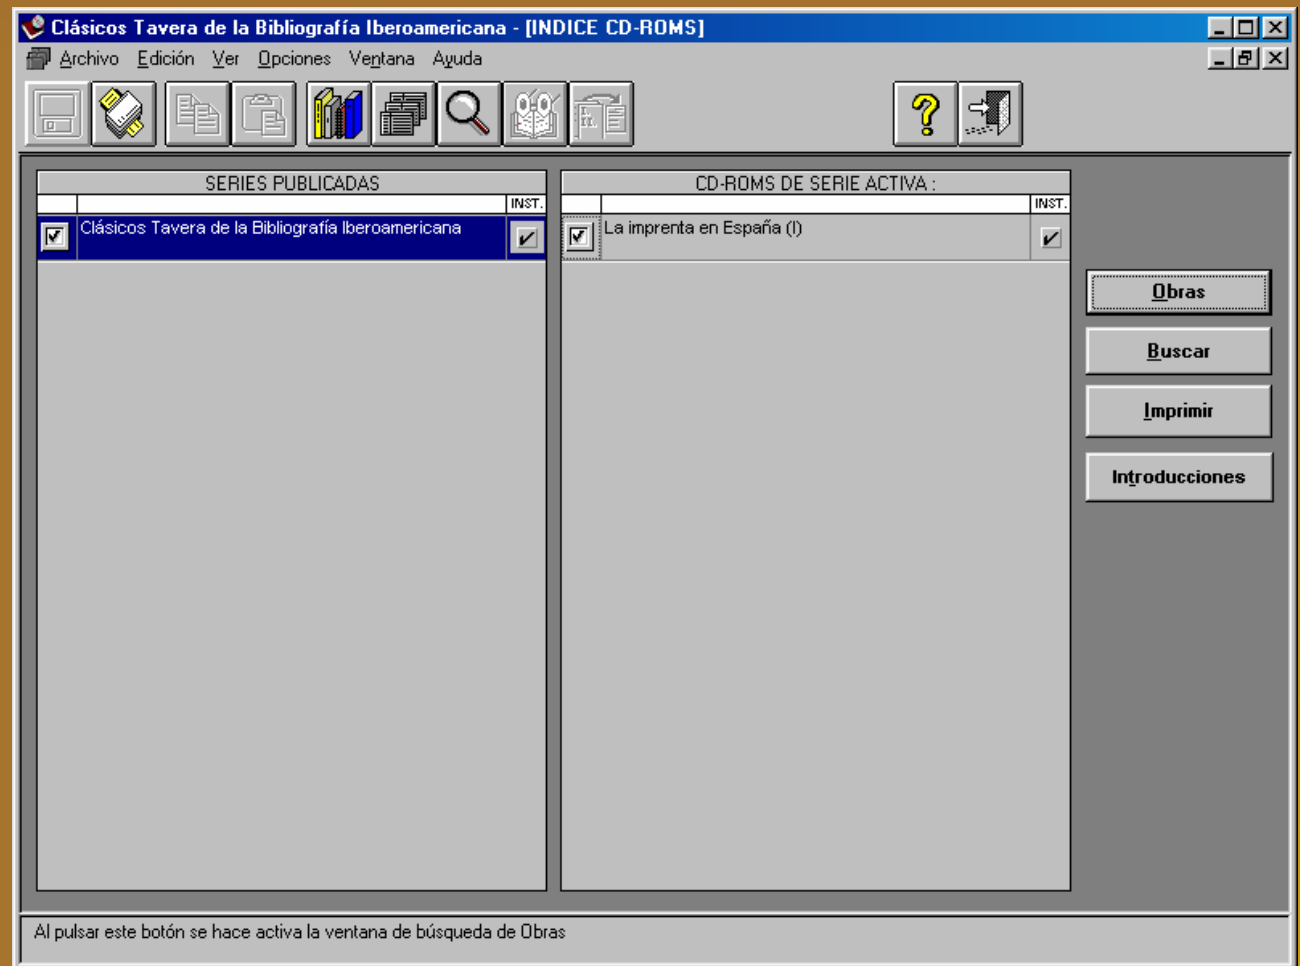 Clásicos Tavera de la Bibliografía Iberoamericana - [INDICE CD-ROMS]
Archivo Edición Ver Opciones Ventana Ayuda
SERIES PUBLICADAS
INST.
Clásicos Tavera de la Bibliografía Iberoamericana
CD-ROMS DE SERIE ACTIVA :
INST.
La imprenta en España (I)
Obras
Buscar
Imprimir
Introducciones
Al pulsar este botón se hace activa la ventana de búsqueda de Obras